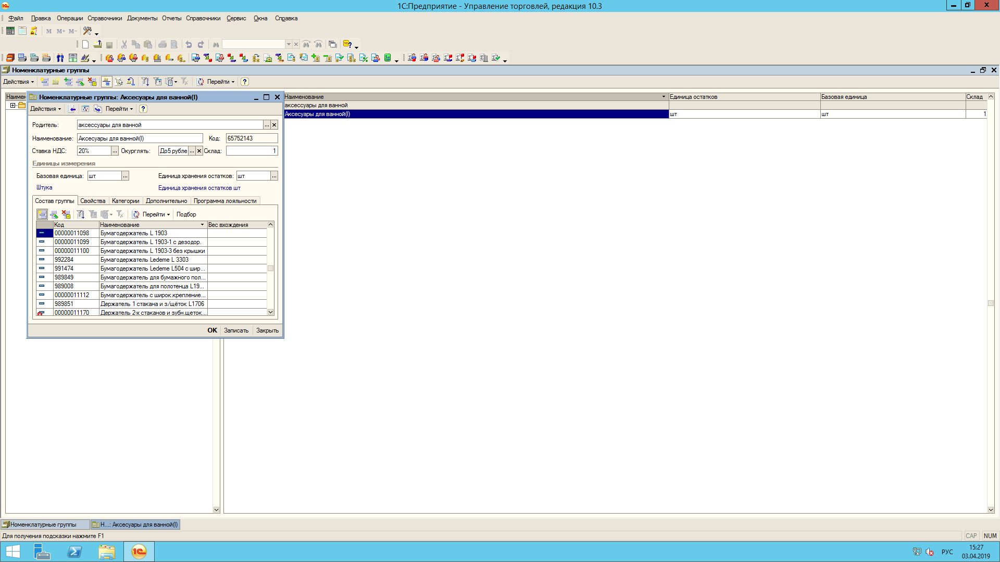 1С:Предприятие - Управление торговлей, редакция 10.3
Файл Правка Операции Справочники Документы Отчеты Справочники Сервис Окна Справка
M M+ M-
Номенклатурные группы
Действия Перейти
Наимен
Наименование Единица остатков Базовая единица Склад
аксессуары для ванной
Аксесуары для ванной(I) шт шт 1
Номенклатурные группы: Аксесуары для ванной(I)
Действия Перейти
Родитель: аксессуары для ванной ... x
Наименование: Аксесуары для ванной(I) Код: 65752143
Ставка НДС: 20% ... Окурглять: До5 рубле ... x Склад: 1
Единицы измерения
Базовая единица: шт ... Единица хранения остатков: шт ...
Штука Единица хранения остатков шт
Состав группы Свойства Категории Дополнительно Программа лояльности
Перейти Подбор
Код Наименование Вес вхождения
00000011098 Бумагодержатель L 1903
00000011099 Бумагодержатель L 1903-1 с дезодор.
00000011100 Бумагодержатель L 1903-3 без крышки
992284 Бумагодержатель Ledeme L 3303
991474 Бумагодержатель Ledeme L504 с шир...
989849 Бумагодержатель для бумажного пол...
989008 Бумагодержатель для полотенца L19...
00000011112 Бумагодержатель с широк.крепление...
989851 Держатель 1 стакана и з/щёток L1706
00000011170 Держатель 2-х стаканов и зубн.щеток...
OK Записать Закрыть
Номенклатурные группы Н...: Аксесуары для ванной(I)
Для получения подсказки нажмите F1
CAP NUM
РУС
15:27
03.04.2019